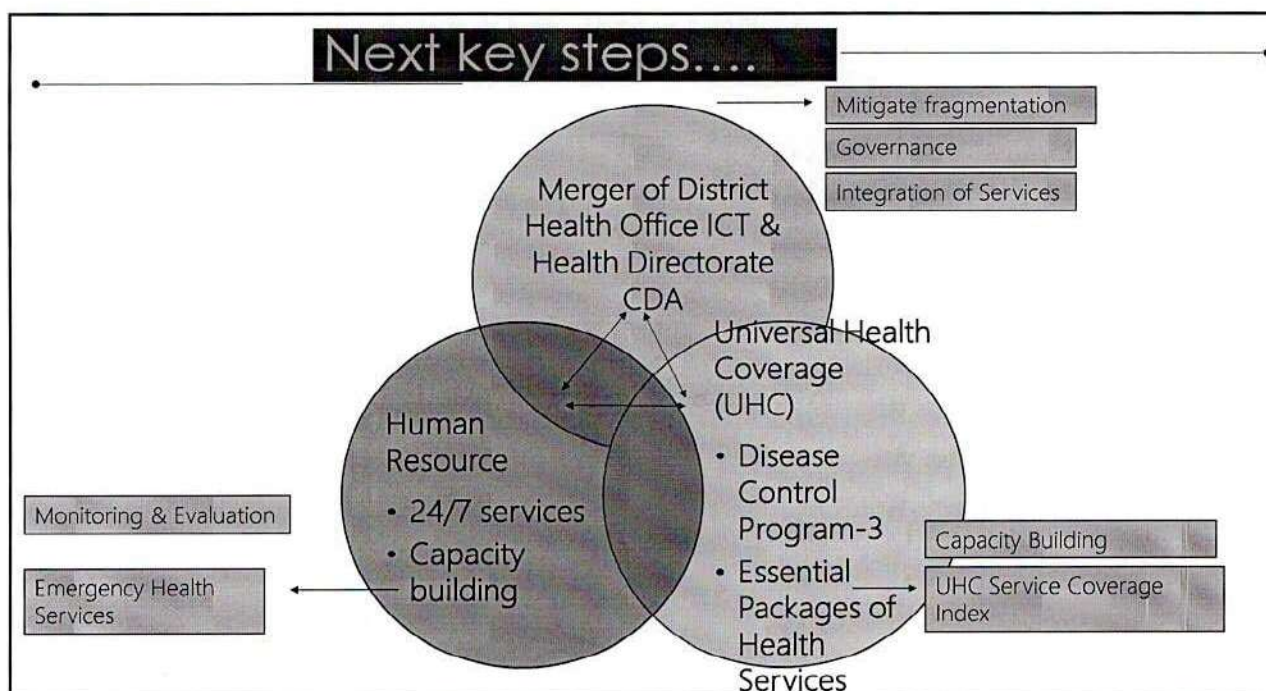 Next key steps....
Mitigate fragmentation
Governance
Integration of Services
Merger of District
Health Office ICT &
Health Directorate
CDA
Universal Health
Coverage
(UHC)
• Disease
Control
Program-3
• Essential
Packages of
Health
Services
Human
Resource
• 24/7 services
• Capacity
building
Monitoring & Evaluation
Emergency Health
Services
Capacity Building
UHC Service Coverage
Index